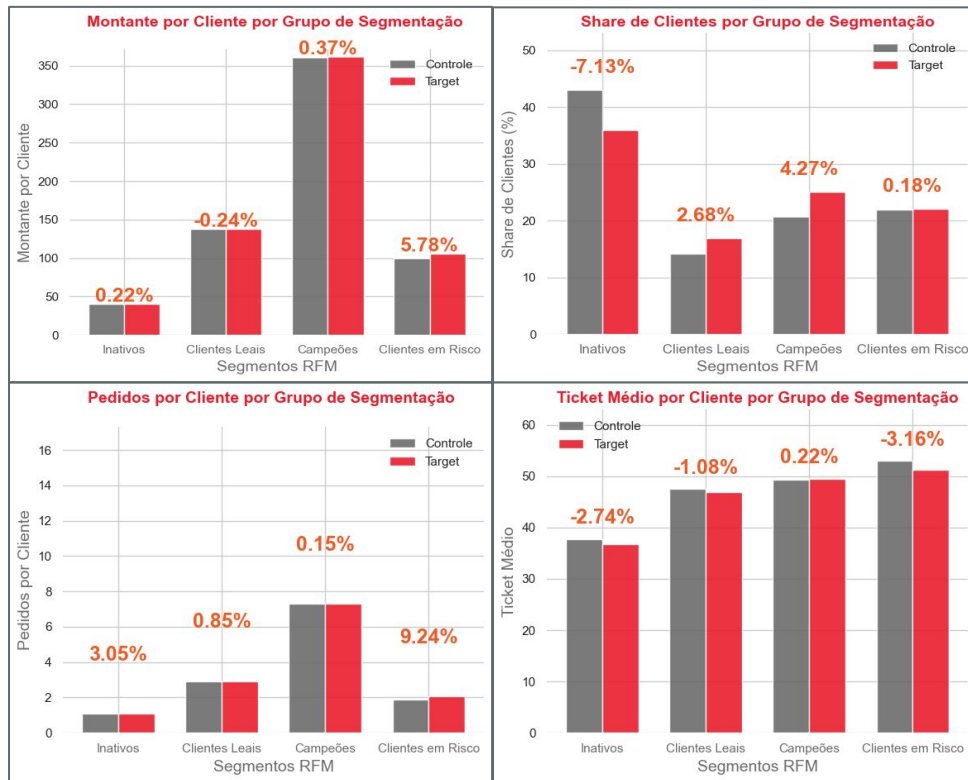 Montante por Cliente por Grupo de Segmentação
0.37%
Controle
Target
350
300
250
200
150
100
50
0
Montante por Cliente
0.22%
-0.24%
5.78%
Inativos
Clientes Leais
Campeões
Clientes em Risco
Segmentos RFM
Share de Clientes por Grupo de Segmentação
50
40
30
20
10
0
Share de Clientes (%)
Controle
Target
-7.13%
2.68%
4.27%
0.18%
Inativos
Clientes Leais
Campeões
Clientes em Risco
Segmentos RFM
Pedidos por Cliente por Grupo de Segmentação
16
14
12
10
8
6
4
2
0
Pedidos por Cliente
Controle
Target
3.05%
0.85%
0.15%
9.24%
Inativos
Clientes Leais
Campeões
Clientes em Risco
Segmentos RFM
Ticket Médio por Cliente por Grupo de Segmentação
60
50
40
30
20
10
0
Ticket Médio
Controle
Target
-2.74%
-1.08%
0.22%
-3.16%
Inativos
Clientes Leais
Campeões
Clientes em Risco
Segmentos RFM